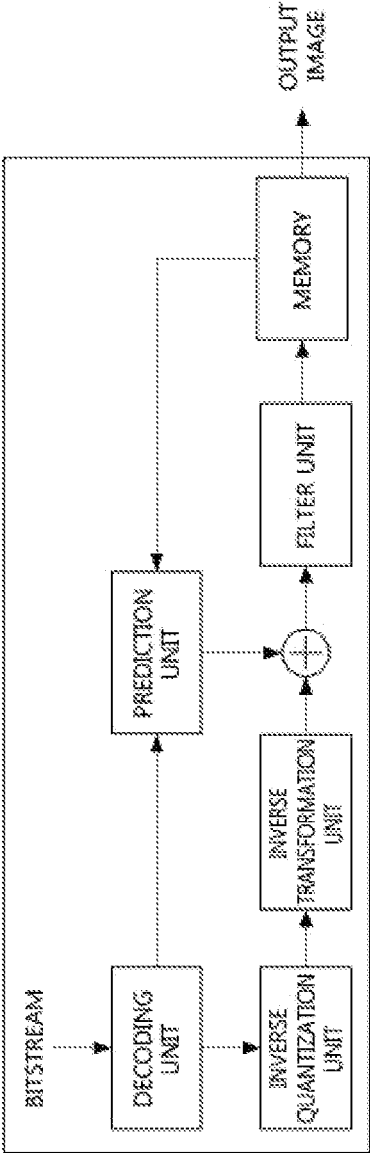 BITSTREAM
DECODING
UNIT
PREDICTION
UNIT
INVERSE
QUANTIZATION
UNIT
INVERSE
TRANSFORMATION
UNIT
FILTER UNIT
MEMORY
OUTPUT
IMAGE